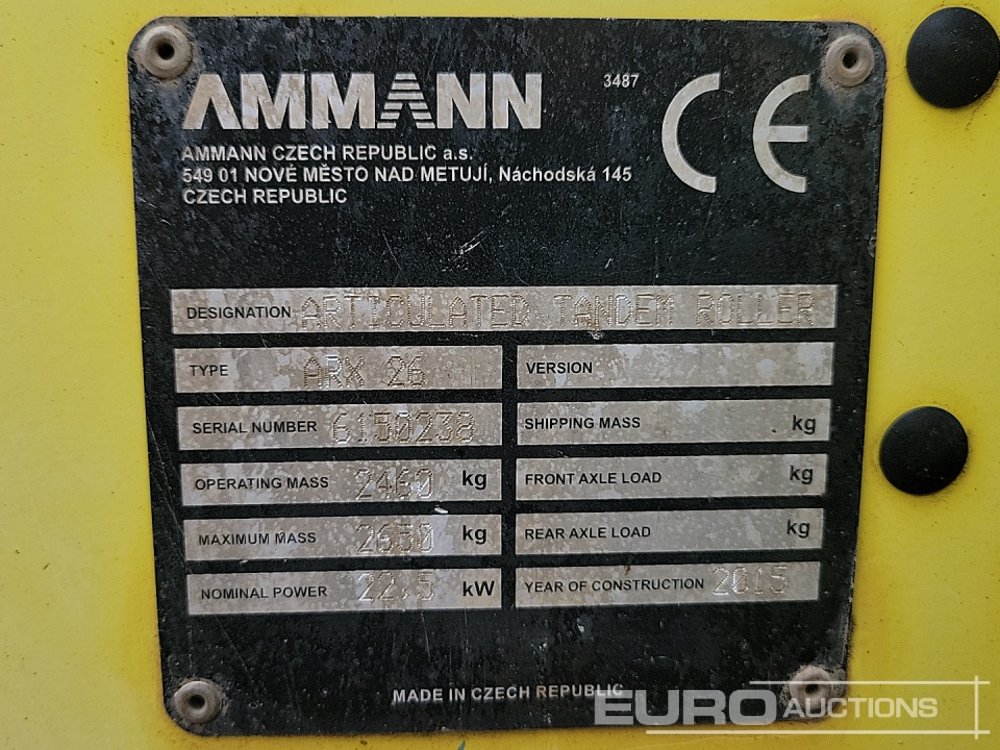 AMMANN
3487
CE
AMMANN CZECH REPUBLIC a.s.
549 01 NOVÉ MĚSTO NAD METUJÍ, Náchodská 145
CZECH REPUBLIC
DESIGNATION ARTICULATED TANDEM ROLLER
TYPE ARX 26
VERSION
SERIAL NUMBER 6150238
SHIPPING MASS kg
OPERATING MASS 2460 kg
FRONT AXLE LOAD kg
MAXIMUM MASS 2650 kg
REAR AXLE LOAD kg
NOMINAL POWER 22,5 kW
YEAR OF CONSTRUCTION 2015
MADE IN CZECH REPUBLIC
EURO AUCTIONS